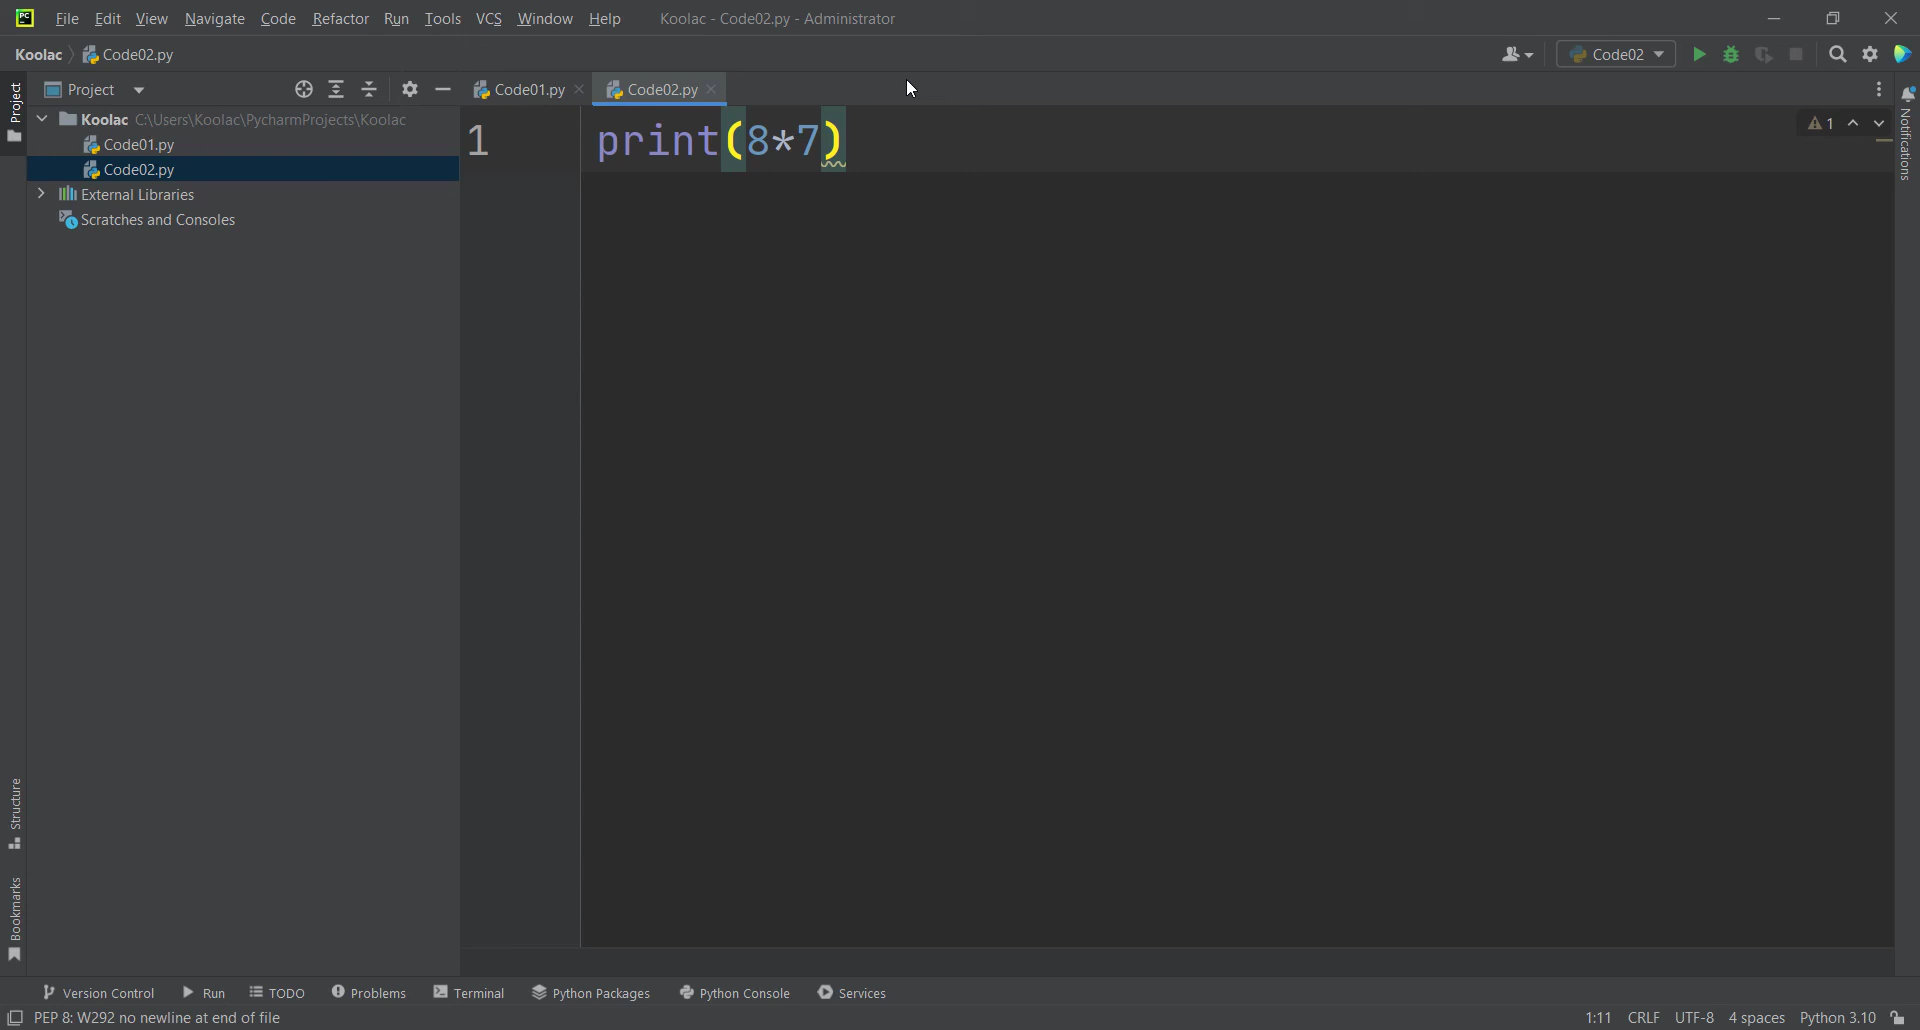 File Edit View Navigate Code Refactor Run Tools VCS Window Help Koolac - Code02.py - Administrator
Koolac Code02.py Code02
Project Project Code01.py Code02.py
Koolac C:\Users\Koolac\PycharmProjects\Koolac
Code01.py
Code02.py
External Libraries
Scratches and Consoles
1 print(8*7)
1
Notifications
Structure
Bookmarks
Version Control Run TODO Problems Terminal Python Packages Python Console Services
PEP 8: W292 no newline at end of file 1:11 CRLF UTF-8 4 spaces Python 3.10